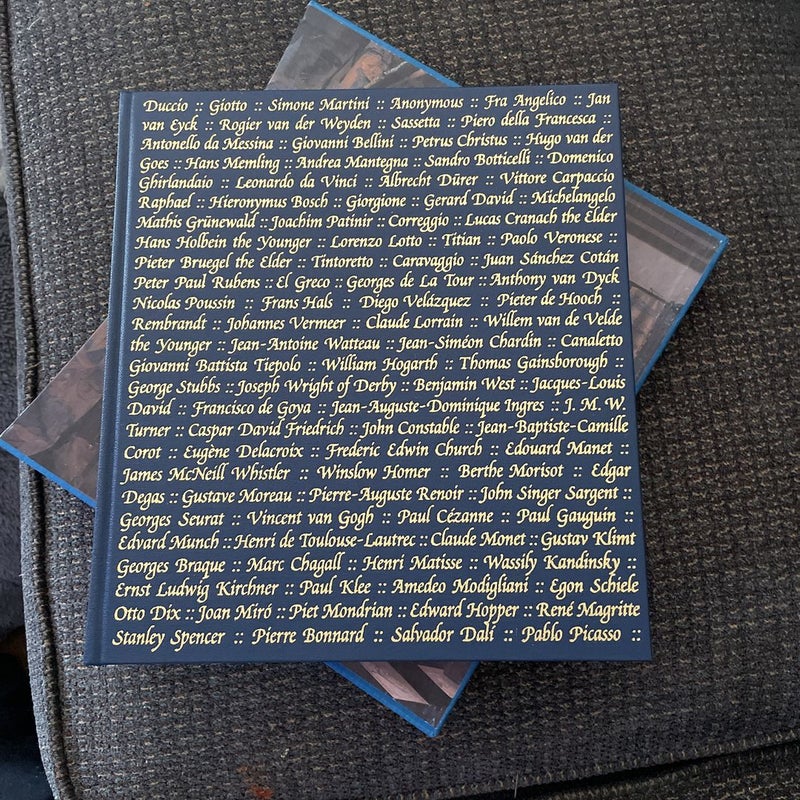 Duccio :: Giotto :: Simone Martini :: Anonymous :: Fra Angelico :: Jan
van Eyck :: Rogier van der Weyden :: Sassetta :: Piero della Francesca ::
Antonello da Messina :: Giovanni Bellini :: Petrus Christus :: Hugo van der
Goes :: Hans Memling :: Andrea Mantegna :: Sandro Botticelli :: Domenico
Ghirlandaio :: Leonardo da Vinci :: Albrecht Dürer :: Vittore Carpaccio
Raphael :: Hieronymus Bosch :: Giorgione :: Gerard David :: Michelangelo
Mathis Grünewald :: Joachim Patinir :: Correggio :: Lucas Cranach the Elder
Hans Holbein the Younger :: Lorenzo Lotto :: Titian :: Paolo Veronese ::
Pieter Bruegel the Elder :: Tintoretto :: Caravaggio :: Juan Sánchez Cotán
Peter Paul Rubens :: El Greco :: Georges de La Tour :: Anthony van Dyck
Nicolas Poussin :: Frans Hals :: Diego Velázquez :: Pieter de Hooch ::
Rembrandt :: Johannes Vermeer :: Claude Lorrain :: Willem van de Velde
the Younger :: Jean-Antoine Watteau :: Jean-Siméon Chardin :: Canaletto
Giovanni Battista Tiepolo :: William Hogarth :: Thomas Gainsborough ::
George Stubbs :: Joseph Wright of Derby :: Benjamin West :: Jacques-Louis
David :: Francisco de Goya :: Jean-Auguste-Dominique Ingres :: J. M. W.
Turner :: Caspar David Friedrich :: John Constable :: Jean-Baptiste-Camille
Corot :: Eugène Delacroix :: Frederic Edwin Church :: Edouard Manet ::
James McNeill Whistler :: Winslow Homer :: Berthe Morisot :: Edgar
Degas :: Gustave Moreau :: Pierre-Auguste Renoir :: John Singer Sargent ::
Georges Seurat :: Vincent van Gogh :: Paul Cézanne :: Paul Gauguin ::
Edvard Munch :: Henri de Toulouse-Lautrec :: Claude Monet :: Gustav Klimt
Georges Braque :: Marc Chagall :: Henri Matisse :: Wassily Kandinsky ::
Ernst Ludwig Kirchner :: Paul Klee :: Amedeo Modigliani :: Egon Schiele
Otto Dix :: Joan Miró :: Piet Mondrian :: Edward Hopper :: René Magritte
Stanley Spencer :: Pierre Bonnard :: Salvador Dalí :: Pablo Picasso ::